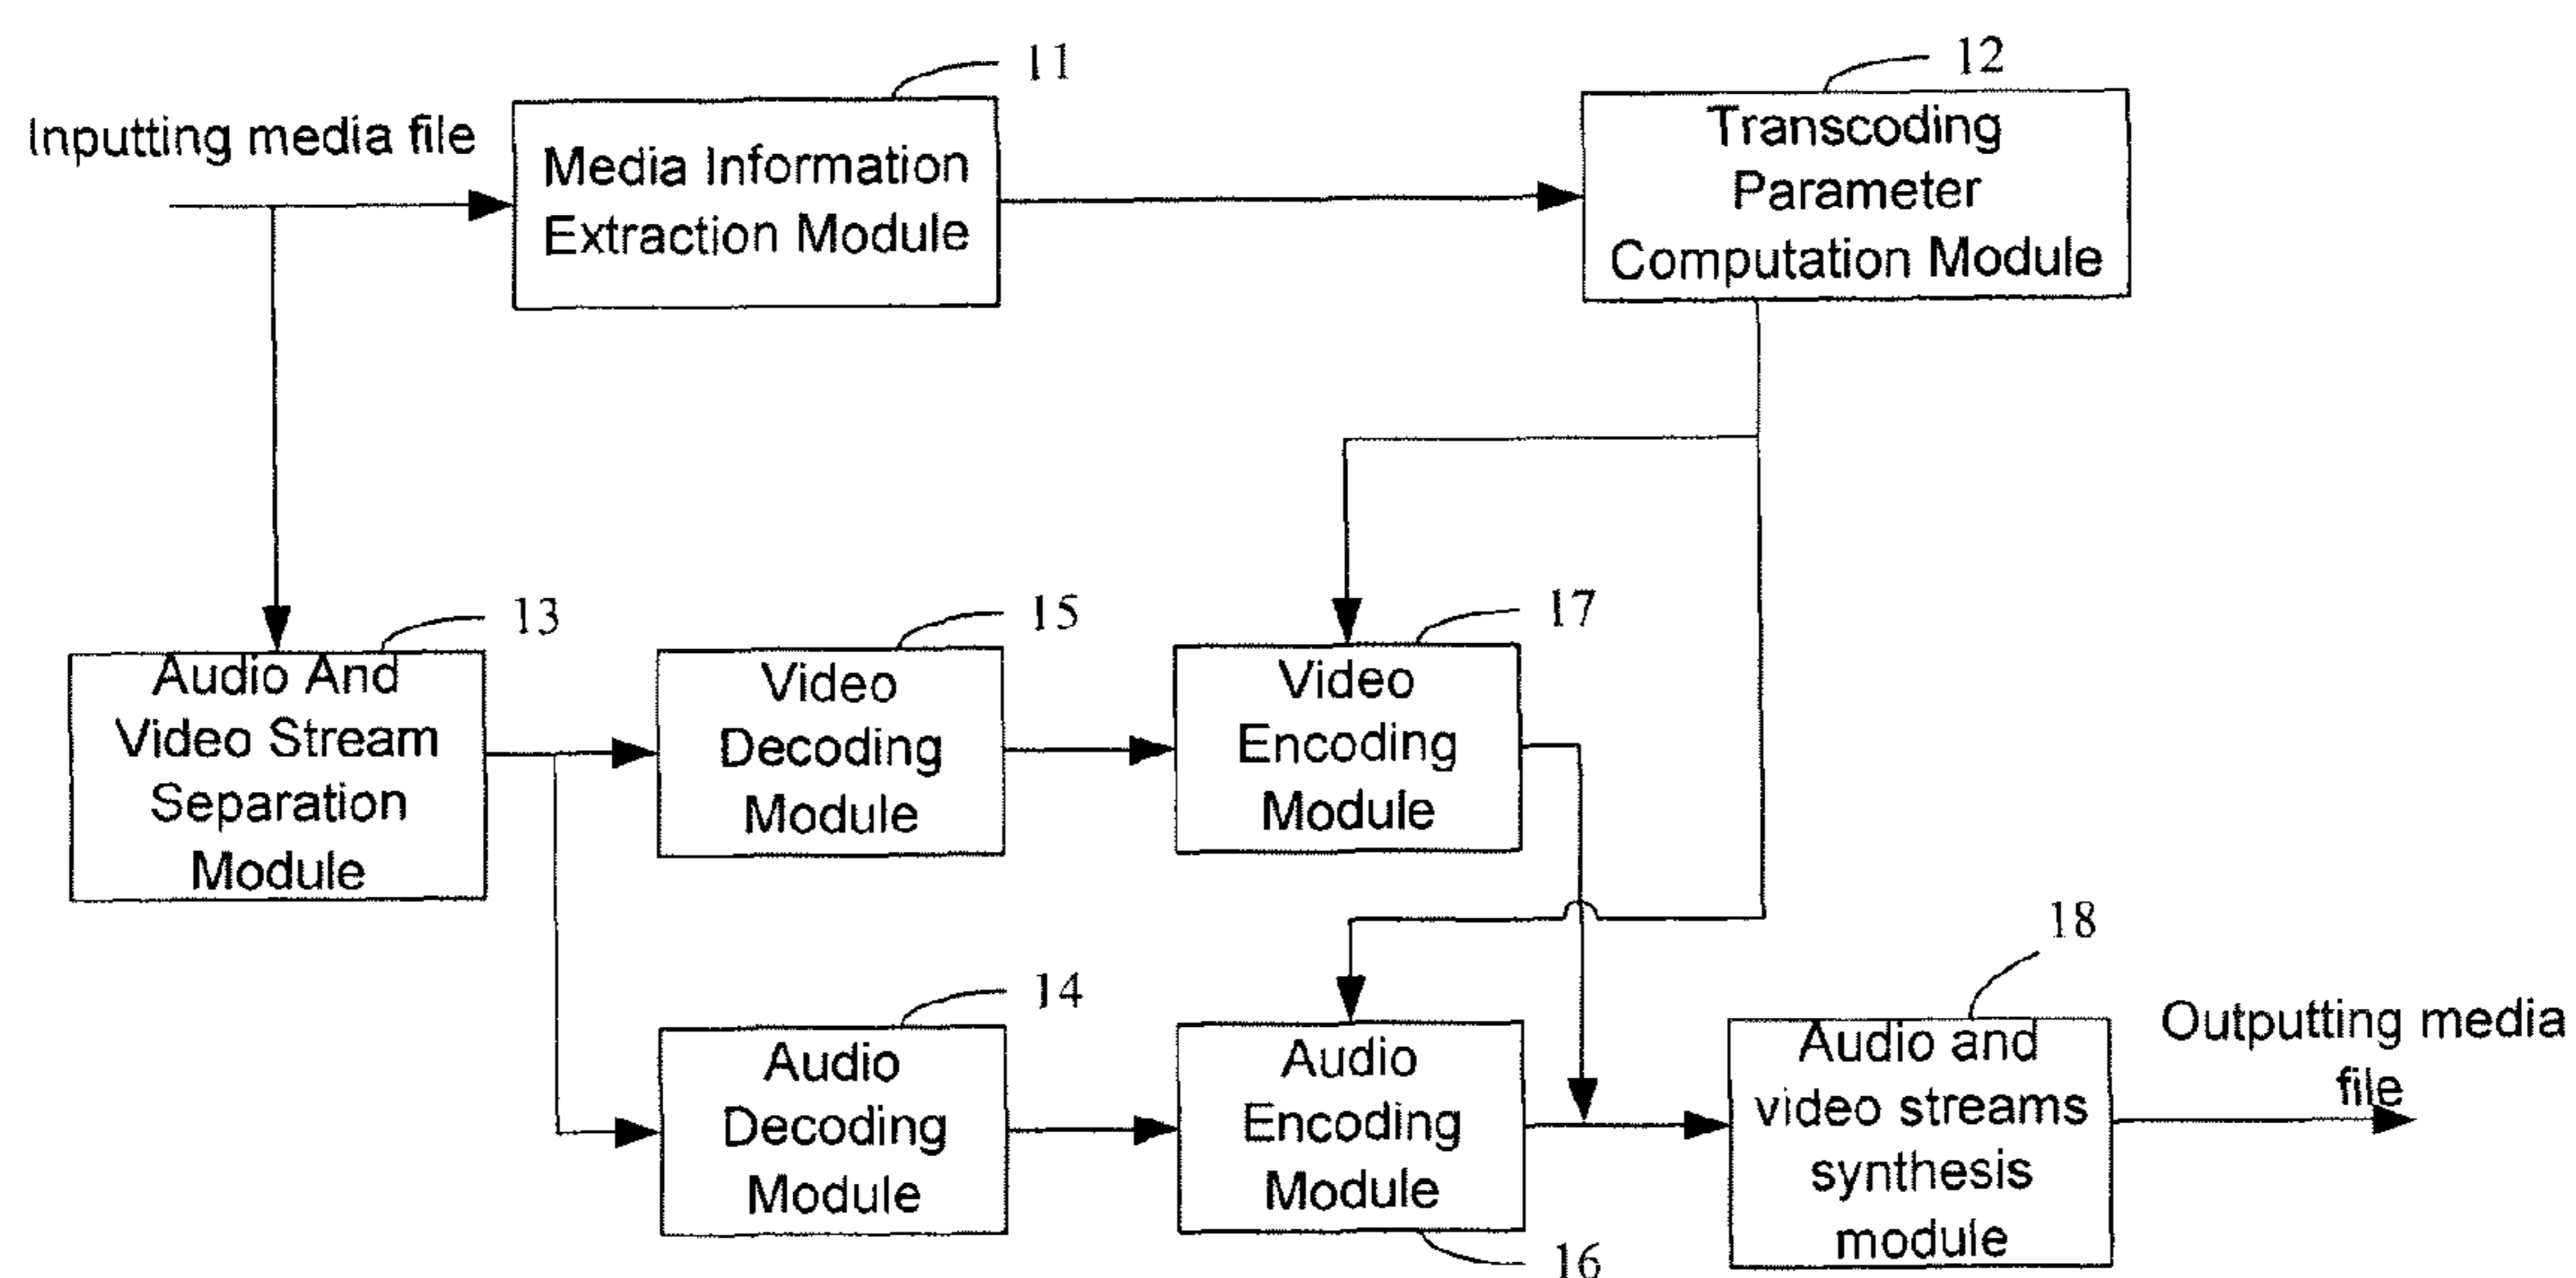 11
12
Inputting media file
Media Information
Extraction Module
Transcoding
Parameter
Computation Module
13
15
17
Audio And
Video Stream
Separation
Module
Video
Decoding
Module
Video
Encoding
Module
14
18
Audio
Decoding
Module
Audio
Encoding
Module
16
Audio and
video streams
synthesis
module
Outputting media
file